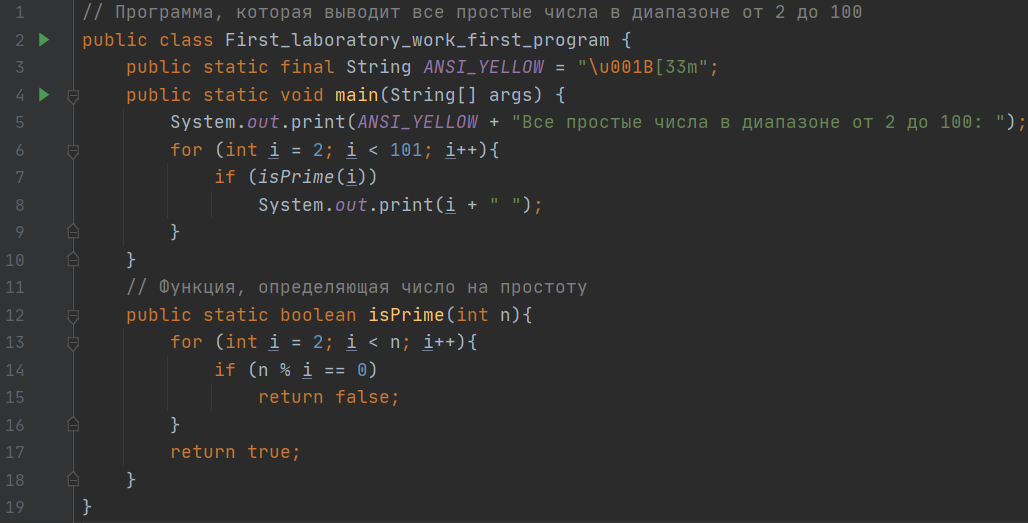 1 // Программа, которая выводит все простые числа в диапазоне от 2 до 100
2 public class First_laboratory_work_first_program {
3     public static final String ANSI_YELLOW = "\u001B[33m";
4     public static void main(String[] args) {
5         System.out.print(ANSI_YELLOW + "Все простые числа в диапазоне от 2 до 100: ");
6         for (int i = 2; i < 101; i++){
7             if (isPrime(i))
8                 System.out.print(i + " ");
9         }
10     }
11     // Функция, определяющая число на простоту
12     public static boolean isPrime(int n){
13         for (int i = 2; i < n; i++){
14             if (n % i == 0)
15                 return false;
16         }
17         return true;
18     }
19 }